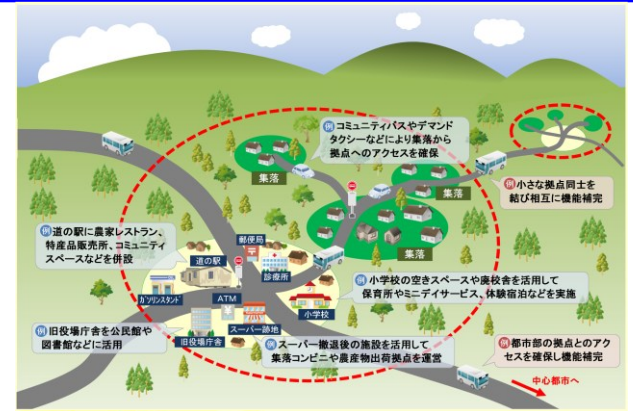 例 コミュニティバスやデマンド
タクシーなどにより集落から
拠点へのアクセスを確保
集落
集落
集落
例 小さな拠点同士を
結び相互に機能補完
例 道の駅に農家レストラン、
特産品販売所、コミュニティ
スペースなどを併設
郵便局
道の駅
診療所
ガソリンスタンド
ATM
小学校
スーパー跡地
旧役場庁舎
例 小学校の空きスペースや廃校舎を活用して
保育所やミニデイサービス、体験宿泊などを実施
例 旧役場庁舎を公民館や
図書館などに活用
例 スーパー撤退後の施設を活用して
集落コンビニや農産物出荷拠点を運営
例 都市部の拠点とのアク
セスを確保し機能補完
中心都市へ